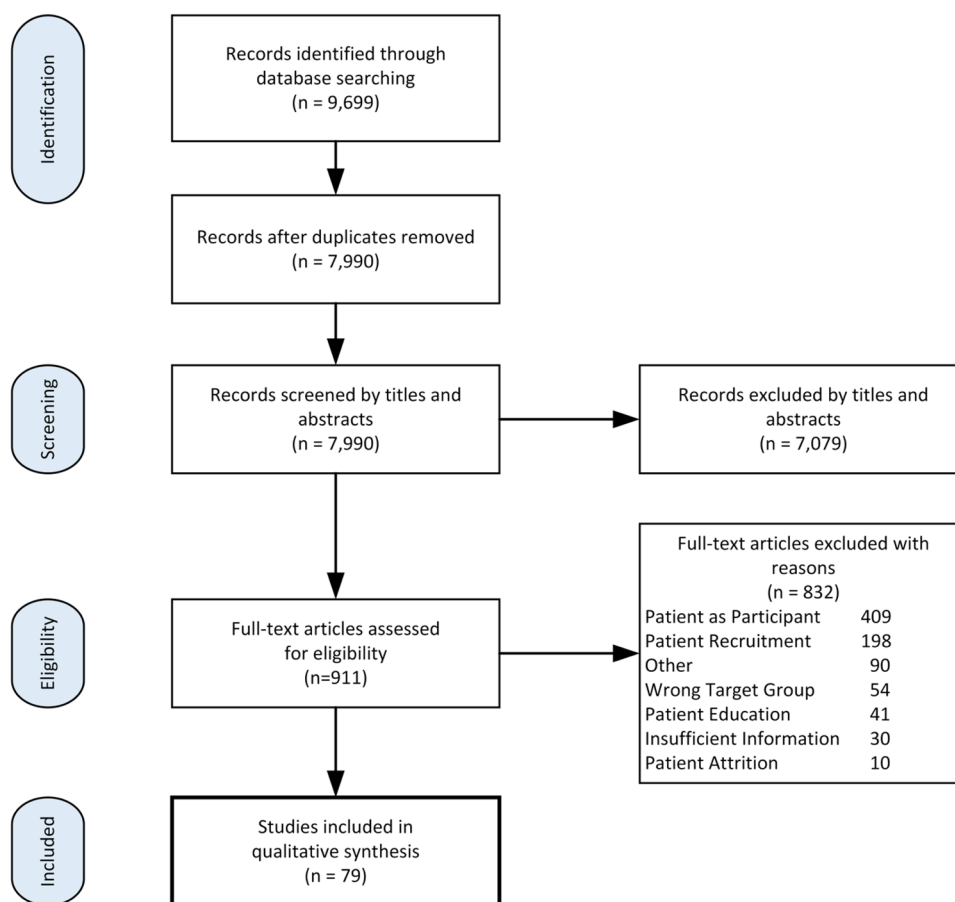 Identification
Records identified through
database searching
(n = 9,699)
Records after duplicates removed
(n = 7,990)
Screening
Records screened by titles and
abstracts
(n = 7,990)
Records excluded by titles and
abstracts
(n = 7,079)
Eligibility
Full-text articles assessed
for eligibility
(n=911)
Full-text articles excluded with
reasons
(n = 832)
Patient as Participant 409
Patient Recruitment 198
Other 90
Wrong Target Group 54
Patient Education 41
Insufficient Information 30
Patient Attrition 10
Included
Studies included in
qualitative synthesis
(n = 79)